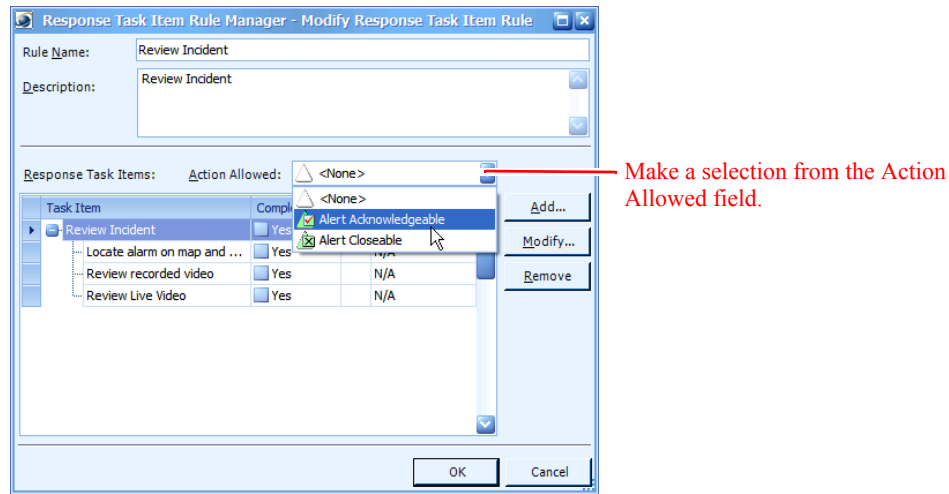 Response Task Item Rule Manager - Modify Response Task Item Rule
Rule Name: Review Incident
Description: Review Incident
Response Task Items: Action Allowed: <None>
<None>
Alert Acknowledgeable
Alert Closeable
Task Item Comple
Review Incident Yes
Locate alarm on map and ... Yes N/A
Review recorded video Yes N/A
Review Live Video Yes N/A
Add...
Modify...
Remove
OK Cancel
Make a selection from the Action
Allowed field.